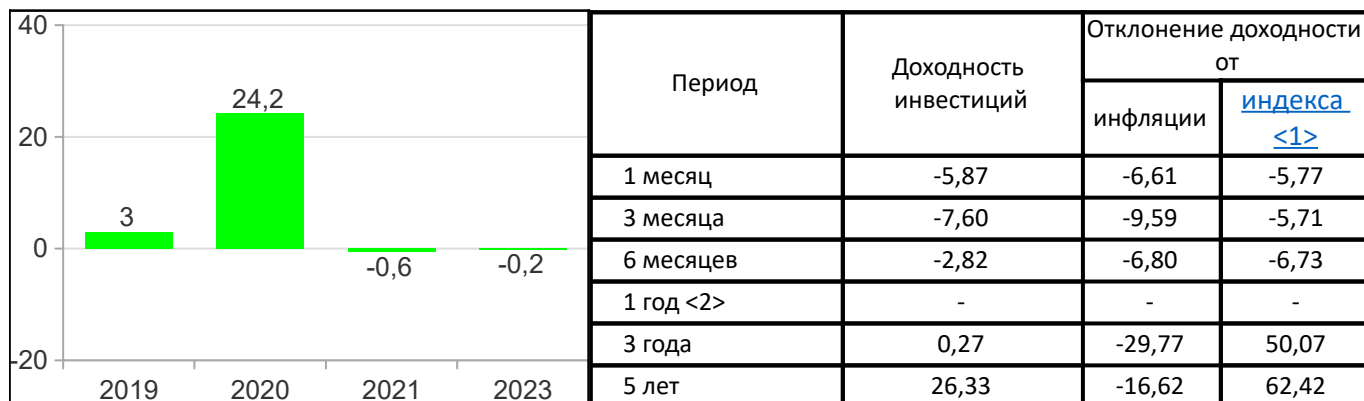 40
20
0
-20
3
24,2
-0,6
-0,2
2019 2020 2021 2023
Период
Доходность
инвестиций
Отклонение доходности
от
инфляции
индекса
<1>
1 месяц -5,87 -6,61 -5,77
3 месяца -7,60 -9,59 -5,71
6 месяцев -2,82 -6,80 -6,73
1 год <2> - - -
3 года 0,27 -29,77 50,07
5 лет 26,33 -16,62 62,42